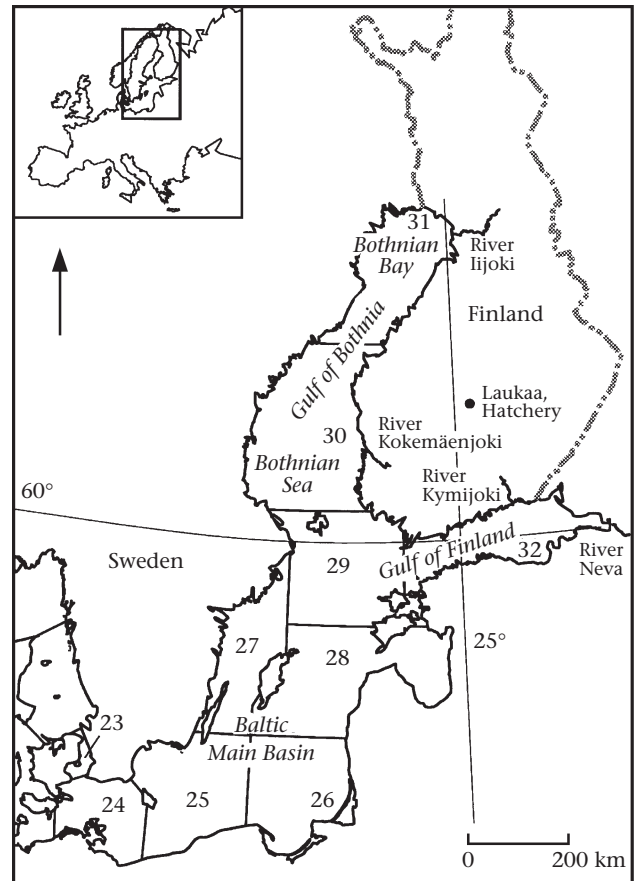 31
Bothnian
Bay
River
Iijoki
Gulf of Bothnia
Finland
Laukaa,
Hatchery
River
Kokemäenjoki
30
Bothnian
Sea
River
Kymijoki
60°
Gulf of Finland
32
River
Neva
Sweden
29
27
28
25°
23
Baltic
Main Basin
24
25
26
0
200 km